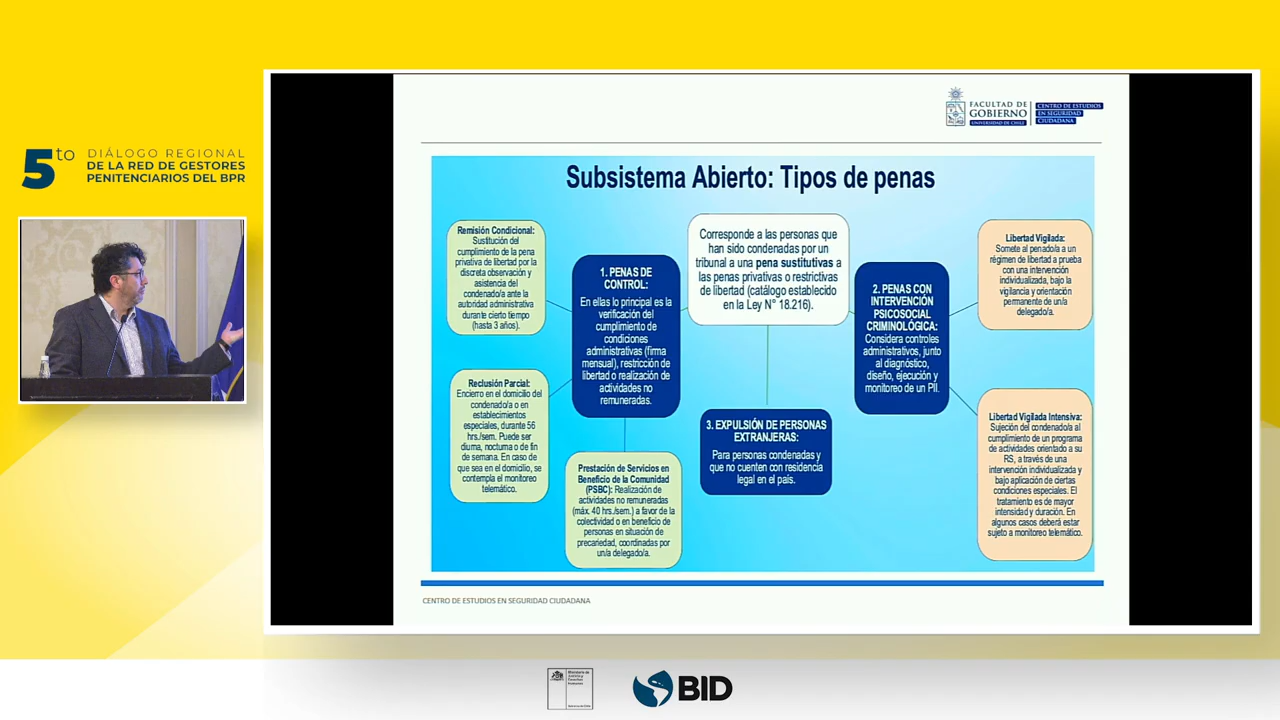 5to DIÁLOGO REGIONAL
DE LA RED DE GESTORES
PENITENCIARIOS DEL BPR
FACULTAD DE
GOBIERNO
UNIVERSIDAD DE CHILE
CENTRO DE ESTUDIOS
EN SEGURIDAD
CIUDADANA
Subsistema Abierto: Tipos de penas
Remisión Condicional:
Sustitución del
cumplimiento de la pena
privativa de libertad por la
discreta observación y
asistencia del
condenado/a ante la
autoridad administrativa
durante cierto tiempo
(hasta 3 años).
Reclusión Parcial:
Encierro en el domicilio del
condenado/a o en
establecimientos
especiales, durante 56
hrs./sem. Puede ser
diurna, nocturna o de fin
de semana. En caso de
que sea en el domicilio, se
contempla el monitoreo
telemático.
1. PENAS DE
CONTROL:
En ellas lo principal es la
verificación del
cumplimiento de
condiciones
administrativas (firma
mensual), restricción de
libertad o realización de
actividades no
remuneradas.
Prestación de Servicios en
Beneficio de la Comunidad
(PSBC): Realización de
actividades no remuneradas
(máx. 40 hrs./sem.) a favor de la
colectividad o en beneficio de
personas en situación de
precariedad, coordinadas por
un/a delegado/a.
Corresponde a las personas que
han sido condenadas por un
tribunal a una pena sustitutivas a
las penas privativas o restrictivas
de libertad (catálogo establecido
en la Ley N° 18.216).
3. EXPULSIÓN DE PERSONAS
EXTRANJERAS:
Para personas condenadas y
que no cuenten con residencia
legal en el país.
2. PENAS CON
INTERVENCIÓN
PSICOSOCIAL
CRIMINOLÓGICA:
Considera controles
administrativos, junto
al diagnóstico,
diseño, ejecución y
monitoreo de un PII.
Libertad Vigilada:
Somete al penado/a a un
régimen de libertad a prueba
con una intervención
individualizada, bajo la
vigilancia y orientación
permanente de un/a
delegado/a.
Libertad Vigilada Intensiva:
Sujeción del condenado/a al
cumplimiento de un programa
de actividades orientado a su
RS, a través de una
intervención individualizada y
bajo aplicación de ciertas
condiciones especiales. El
tratamiento es de mayor
intensidad y duración. En
algunos casos deberá estar
sujeto a monitoreo telemático.
CENTRO DE ESTUDIOS EN SEGURIDAD CIUDADANA
Ministerio de
Justicia y
Derechos
Humanos
Gobierno de Chile
BID